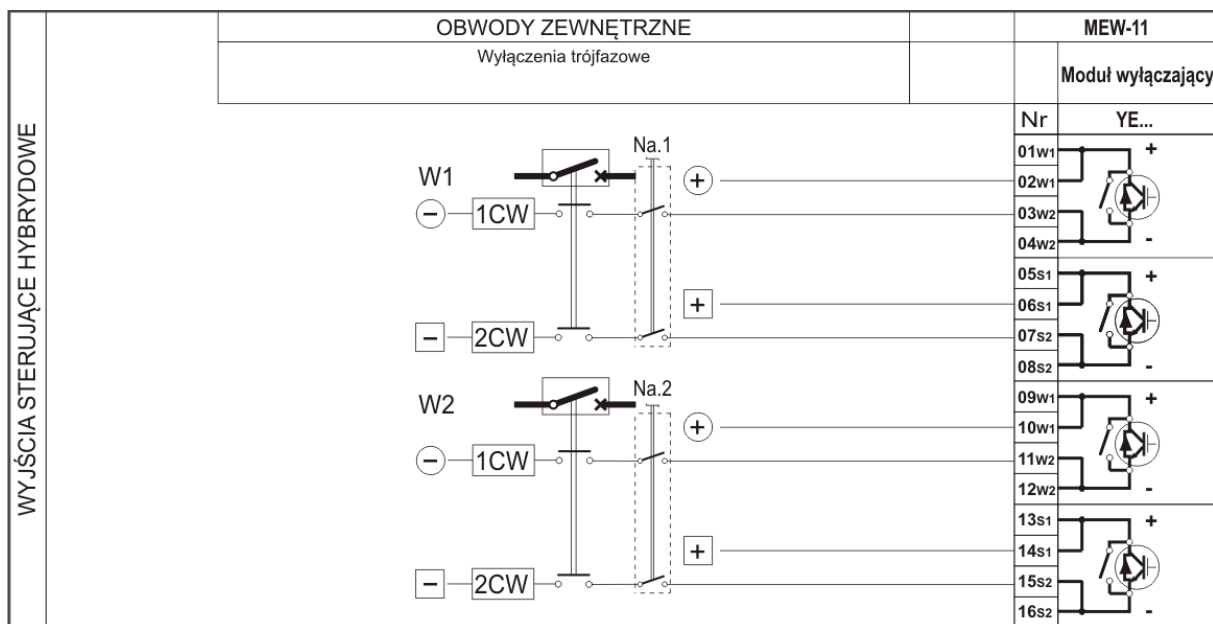 OBWODY ZEWNĘTRZNE
MEW-11
Wyłączenia trójfazowe
Moduł wyłączający
Nr
YE...
WYJŚCIA STERUJĄCE HYBRYDOWE
W1
Na.1
+
- 1CW
+
- 2CW
W2
Na.2
+
- 1CW
+
- 2CW
01W1 +
02W1
03W2
04W2 -
05S1 +
06S1
07S2
08S2 -
09W1 +
10W1
11W2
12W2 -
13S1 +
14S1
15S2
16S2 -